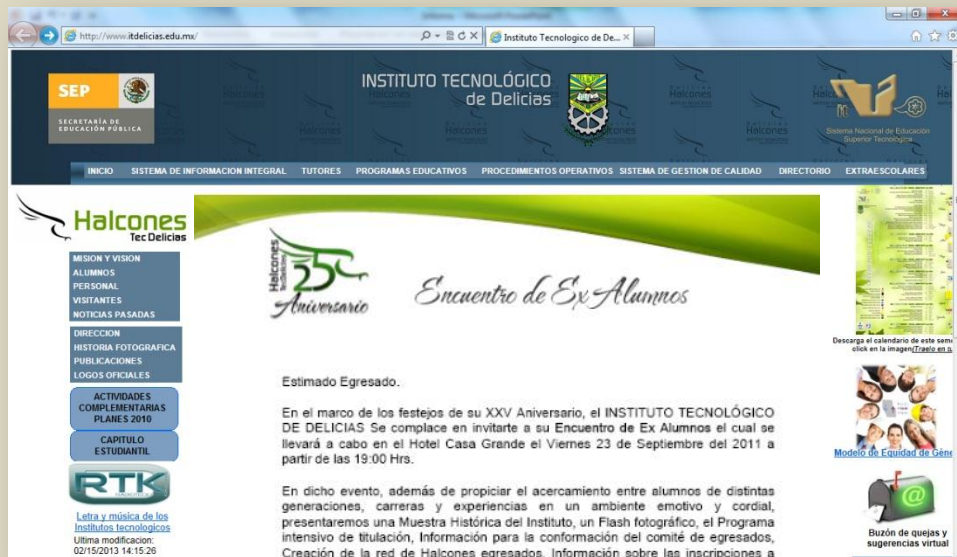 http://www.itdelicias.edu.mx/
Instituto Tecnologico de De...
SEP
SECRETARÍA DE
EDUCACIÓN PÚBLICA
INSTITUTO TECNOLÓGICO
de Delicias
Sistema Nacional de Educación
Superior Tecnológica
INICIO SISTEMA DE INFORMACION INTEGRAL TUTORES PROGRAMAS EDUCATIVOS PROCEDIMIENTOS OPERATIVOS SISTEMA DE GESTION DE CALIDAD DIRECTORIO EXTRAESCOLARES
Halcones
Tec Delicias
MISION Y VISION
ALUMNOS
PERSONAL
VISITANTES
NOTICIAS PASADAS
DIRECCION
HISTORIA FOTOGRAFICA
PUBLICACIONES
LOGOS OFICIALES
ACTIVIDADES
COMPLEMENTARIAS
PLANES 2010
CAPITULO
ESTUDIANTIL
RTK
Letra y música de los
Institutos tecnologicos
Ultima modificacion:
02/15/2013 14:15:26
Halcones
TecDelicias
25
Aniversario
Encuentro de Ex Alumnos
Estimado Egresado.
En el marco de los festejos de su XXV Aniversario, el INSTITUTO TECNOLÓGICO
DE DELICIAS Se complace en invitarte a su Encuentro de Ex Alumnos el cual se
llevará a cabo en el Hotel Casa Grande el Viernes 23 de Septiembre del 2011 a
partir de las 19:00 Hrs.
En dicho evento, además de propiciar el acercamiento entre alumnos de distintas
generaciones, carreras y experiencias en un ambiente emotivo y cordial,
presentaremos una Muestra Histórica del Instituto, un Flash fotográfico, el Programa
intensivo de titulación, Información para la conformación del comité de egresados,
Creación de la red de Halcones egresados, Información sobre las inscripciones a
Descarga el calendario de este sem
click en la imagen(Traelo en
Modelo de Equidad de Géne
Buzón de quejas y
sugerencias virtual